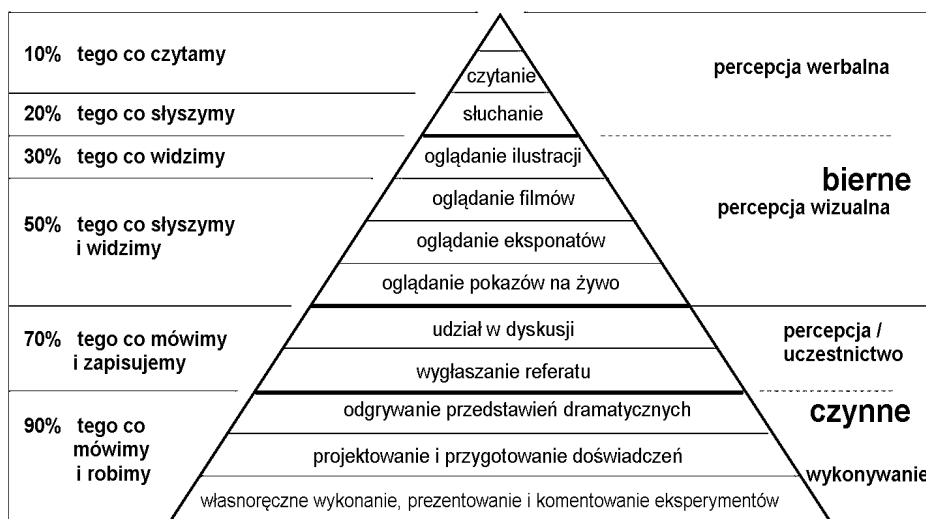 10% tego co czytamy
20% tego co słyszymy
30% tego co widzimy
50% tego co słyszymy
i widzimy
70% tego co mówimy
i zapisujemy
90% tego co
mówimy
i robimy
czytanie
słuchanie
oglądanie ilustracji
oglądanie filmów
oglądanie eksponatów
oglądanie pokazów na żywo
udział w dyskusji
wygłaszanie referatu
odgrywanie przedstawień dramatycznych
projektowanie i przygotowanie doświadczeń
własnoręczne wykonanie, prezentowanie i komentowanie eksperymentów
percepcja werbalna
bierne
percepcja wizualna
percepcja /
uczestnictwo
czynne
wykonywanie